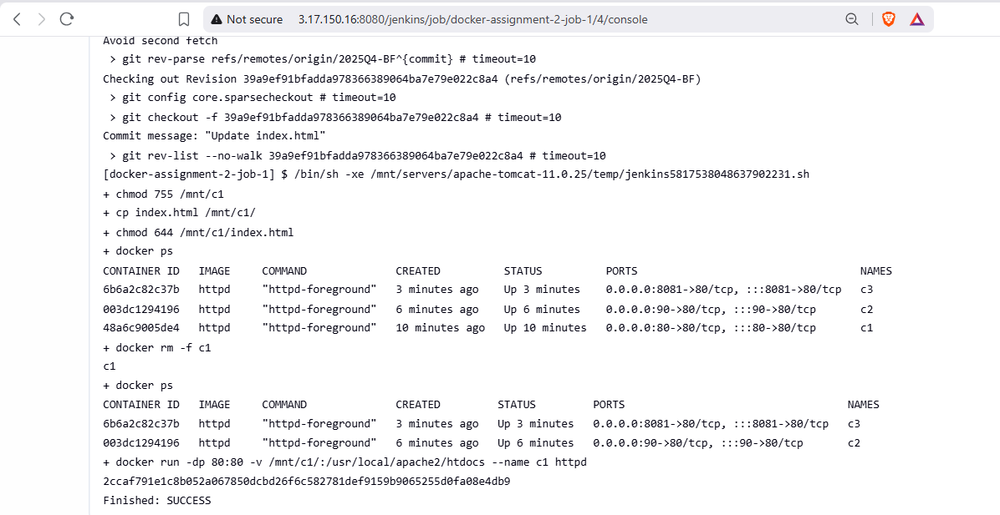 Not secure 3.17.150.16:8080/jenkins/job/docker-assignment-2-job-1/4/console
Avoid second fetch
> git rev-parse refs/remotes/origin/2025Q4-BF^{commit} # timeout=10
Checking out Revision 39a9ef91bfadda978366389064ba7e79e022c8a4 (refs/remotes/origin/2025Q4-BF)
> git config core.sparsecheckout # timeout=10
> git checkout -f 39a9ef91bfadda978366389064ba7e79e022c8a4 # timeout=10
Commit message: "Update index.html"
> git rev-list --no-walk 39a9ef91bfadda978366389064ba7e79e022c8a4 # timeout=10
[docker-assignment-2-job-1] $ /bin/sh -xe /mnt/servers/apache-tomcat-11.0.25/temp/jenkins5817538048637902231.sh
+ chmod 755 /mnt/c1
+ cp index.html /mnt/c1/
+ chmod 644 /mnt/c1/index.html
+ docker ps
CONTAINER ID IMAGE COMMAND CREATED STATUS PORTS NAMES
6b6a2c82c37b httpd "httpd-foreground" 3 minutes ago Up 3 minutes 0.0.0.0:8081->80/tcp, :::8081->80/tcp c3
003dc1294196 httpd "httpd-foreground" 6 minutes ago Up 6 minutes 0.0.0.0:90->80/tcp, :::90->80/tcp c2
48a6c9005de4 httpd "httpd-foreground" 10 minutes ago Up 10 minutes 0.0.0.0:80->80/tcp, :::80->80/tcp c1
+ docker rm -f c1
c1
+ docker ps
CONTAINER ID IMAGE COMMAND CREATED STATUS PORTS NAMES
6b6a2c82c37b httpd "httpd-foreground" 3 minutes ago Up 3 minutes 0.0.0.0:8081->80/tcp, :::8081->80/tcp c3
003dc1294196 httpd "httpd-foreground" 6 minutes ago Up 6 minutes 0.0.0.0:90->80/tcp, :::90->80/tcp c2
+ docker run -dp 80:80 -v /mnt/c1/:/usr/local/apache2/htdocs --name c1 httpd
2ccaf791e1c8b052a067850dcbd26f6c582781def9159b9065255d0fa08e4db9
Finished: SUCCESS